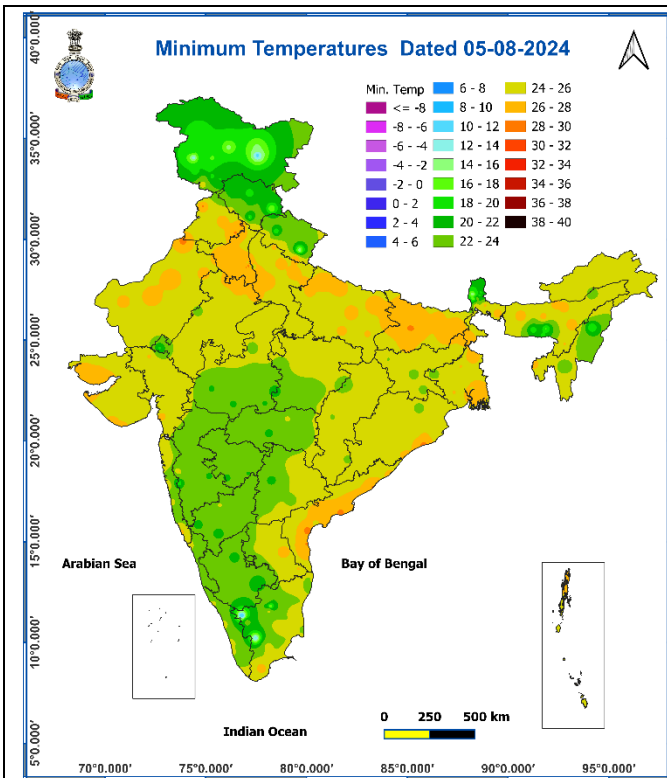 Minimum Temperatures Dated 05-08-2024
Min. Temp
<= -8
-8 - -6
-6 - -4
-4 - -2
-2 - 0
0 - 2
2 - 4
4 - 6
6 - 8
8 - 10
10 - 12
12 - 14
14 - 16
16 - 18
18 - 20
20 - 22
22 - 24
24 - 26
26 - 28
28 - 30
30 - 32
32 - 34
34 - 36
36 - 38
38 - 40
40°0.000'
35°0.000'
30°0.000'
25°0.000'
20°0.000'
15°0.000'
10°0.000'
5°0.000'
Arabian Sea
Bay of Bengal
Indian Ocean
0 250 500 km
70°0.000' 75°0.000' 80°0.000' 85°0.000' 90°0.000' 95°0.000'